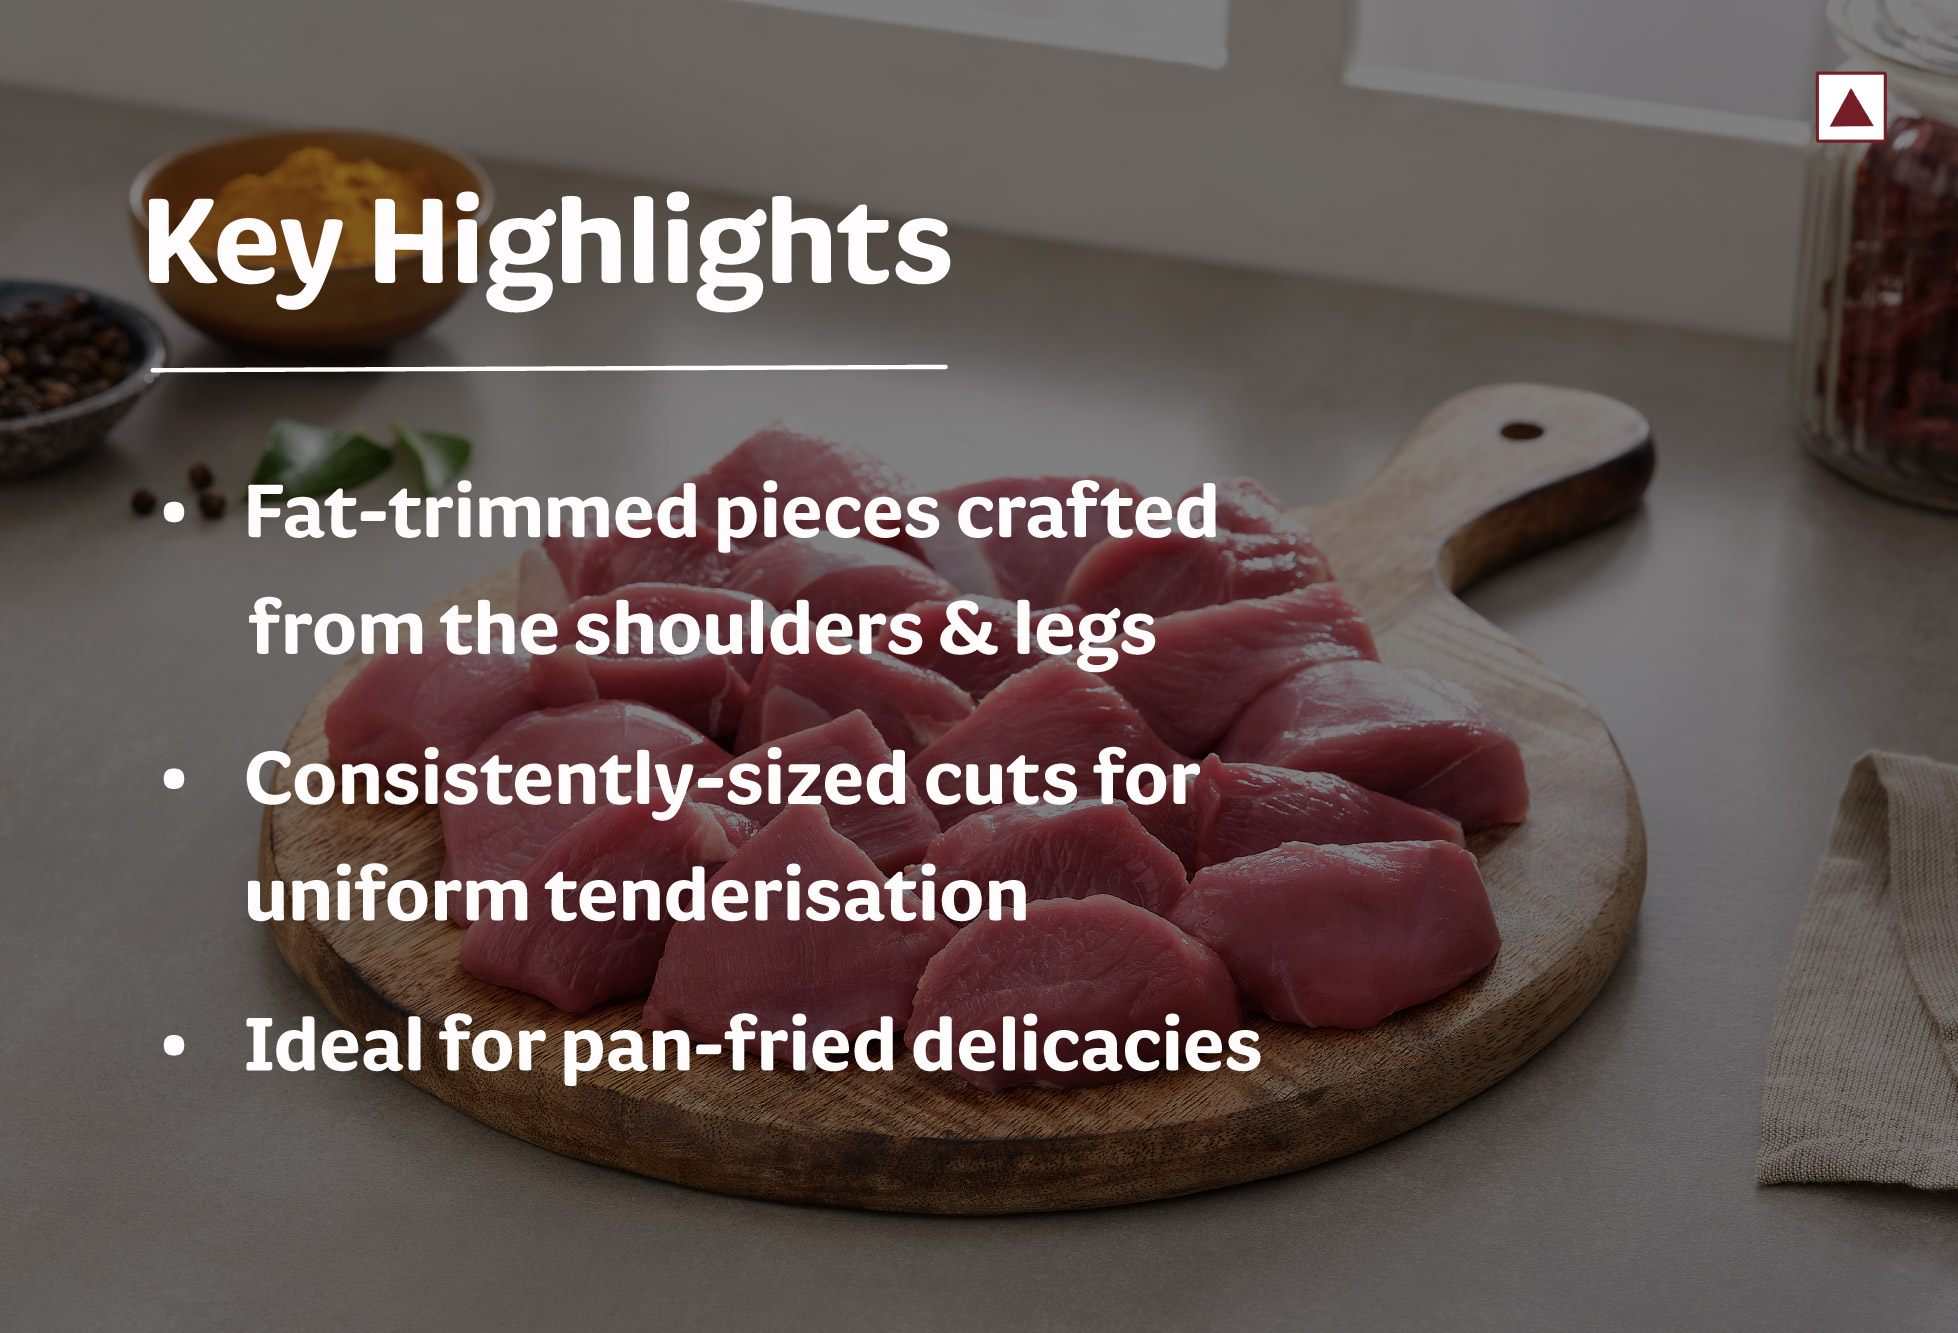 Key Highlights
• Fat-trimmed pieces crafted
from the shoulders & legs
• Consistently-sized cuts for
uniform tenderisation
• Ideal for pan-fried delicacies